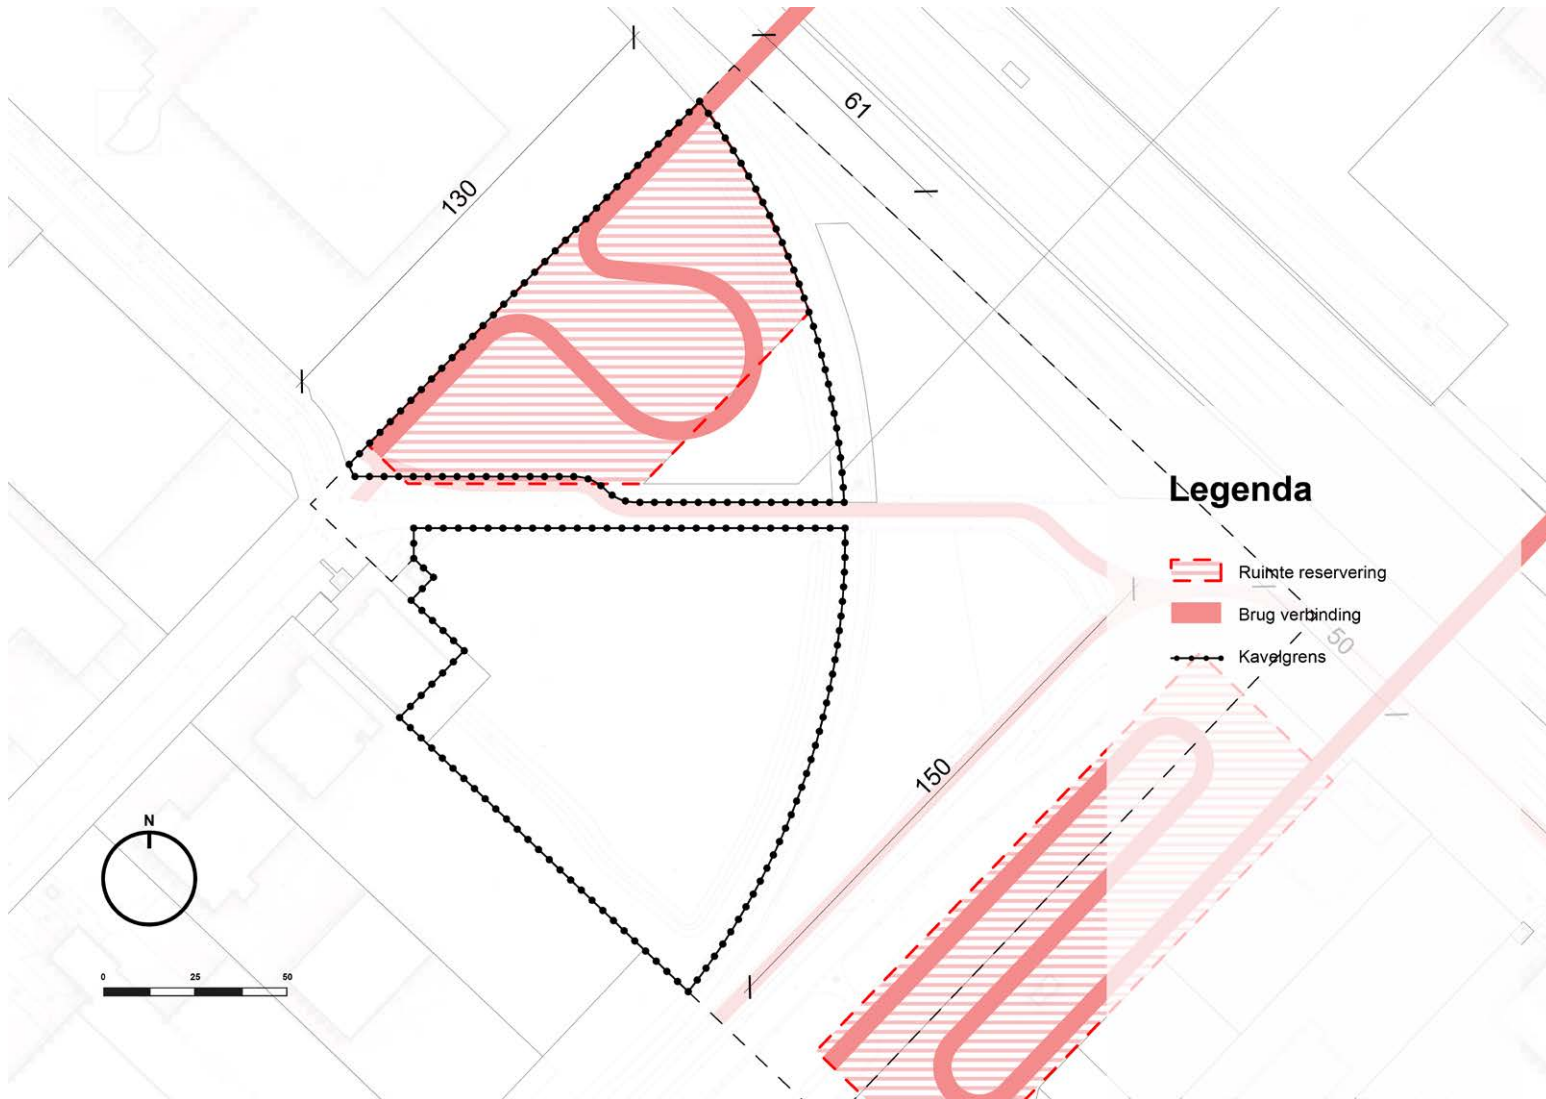 61
130
Legenda
Ruimte reservering
Brug verbinding
50
Kavelgrens
150
N
0 25 50